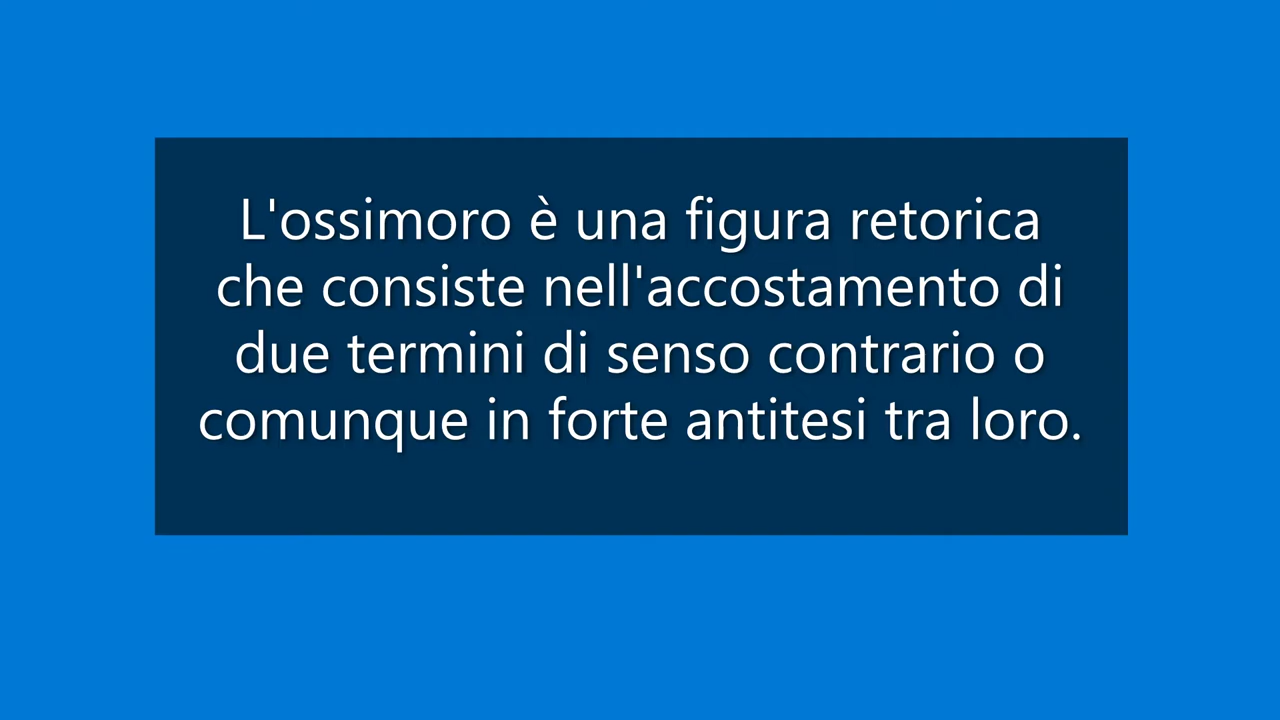 L'ossimoro è una figura retorica
che consiste nell'accostamento di
due termini di senso contrario o
comunque in forte antitesi tra loro.